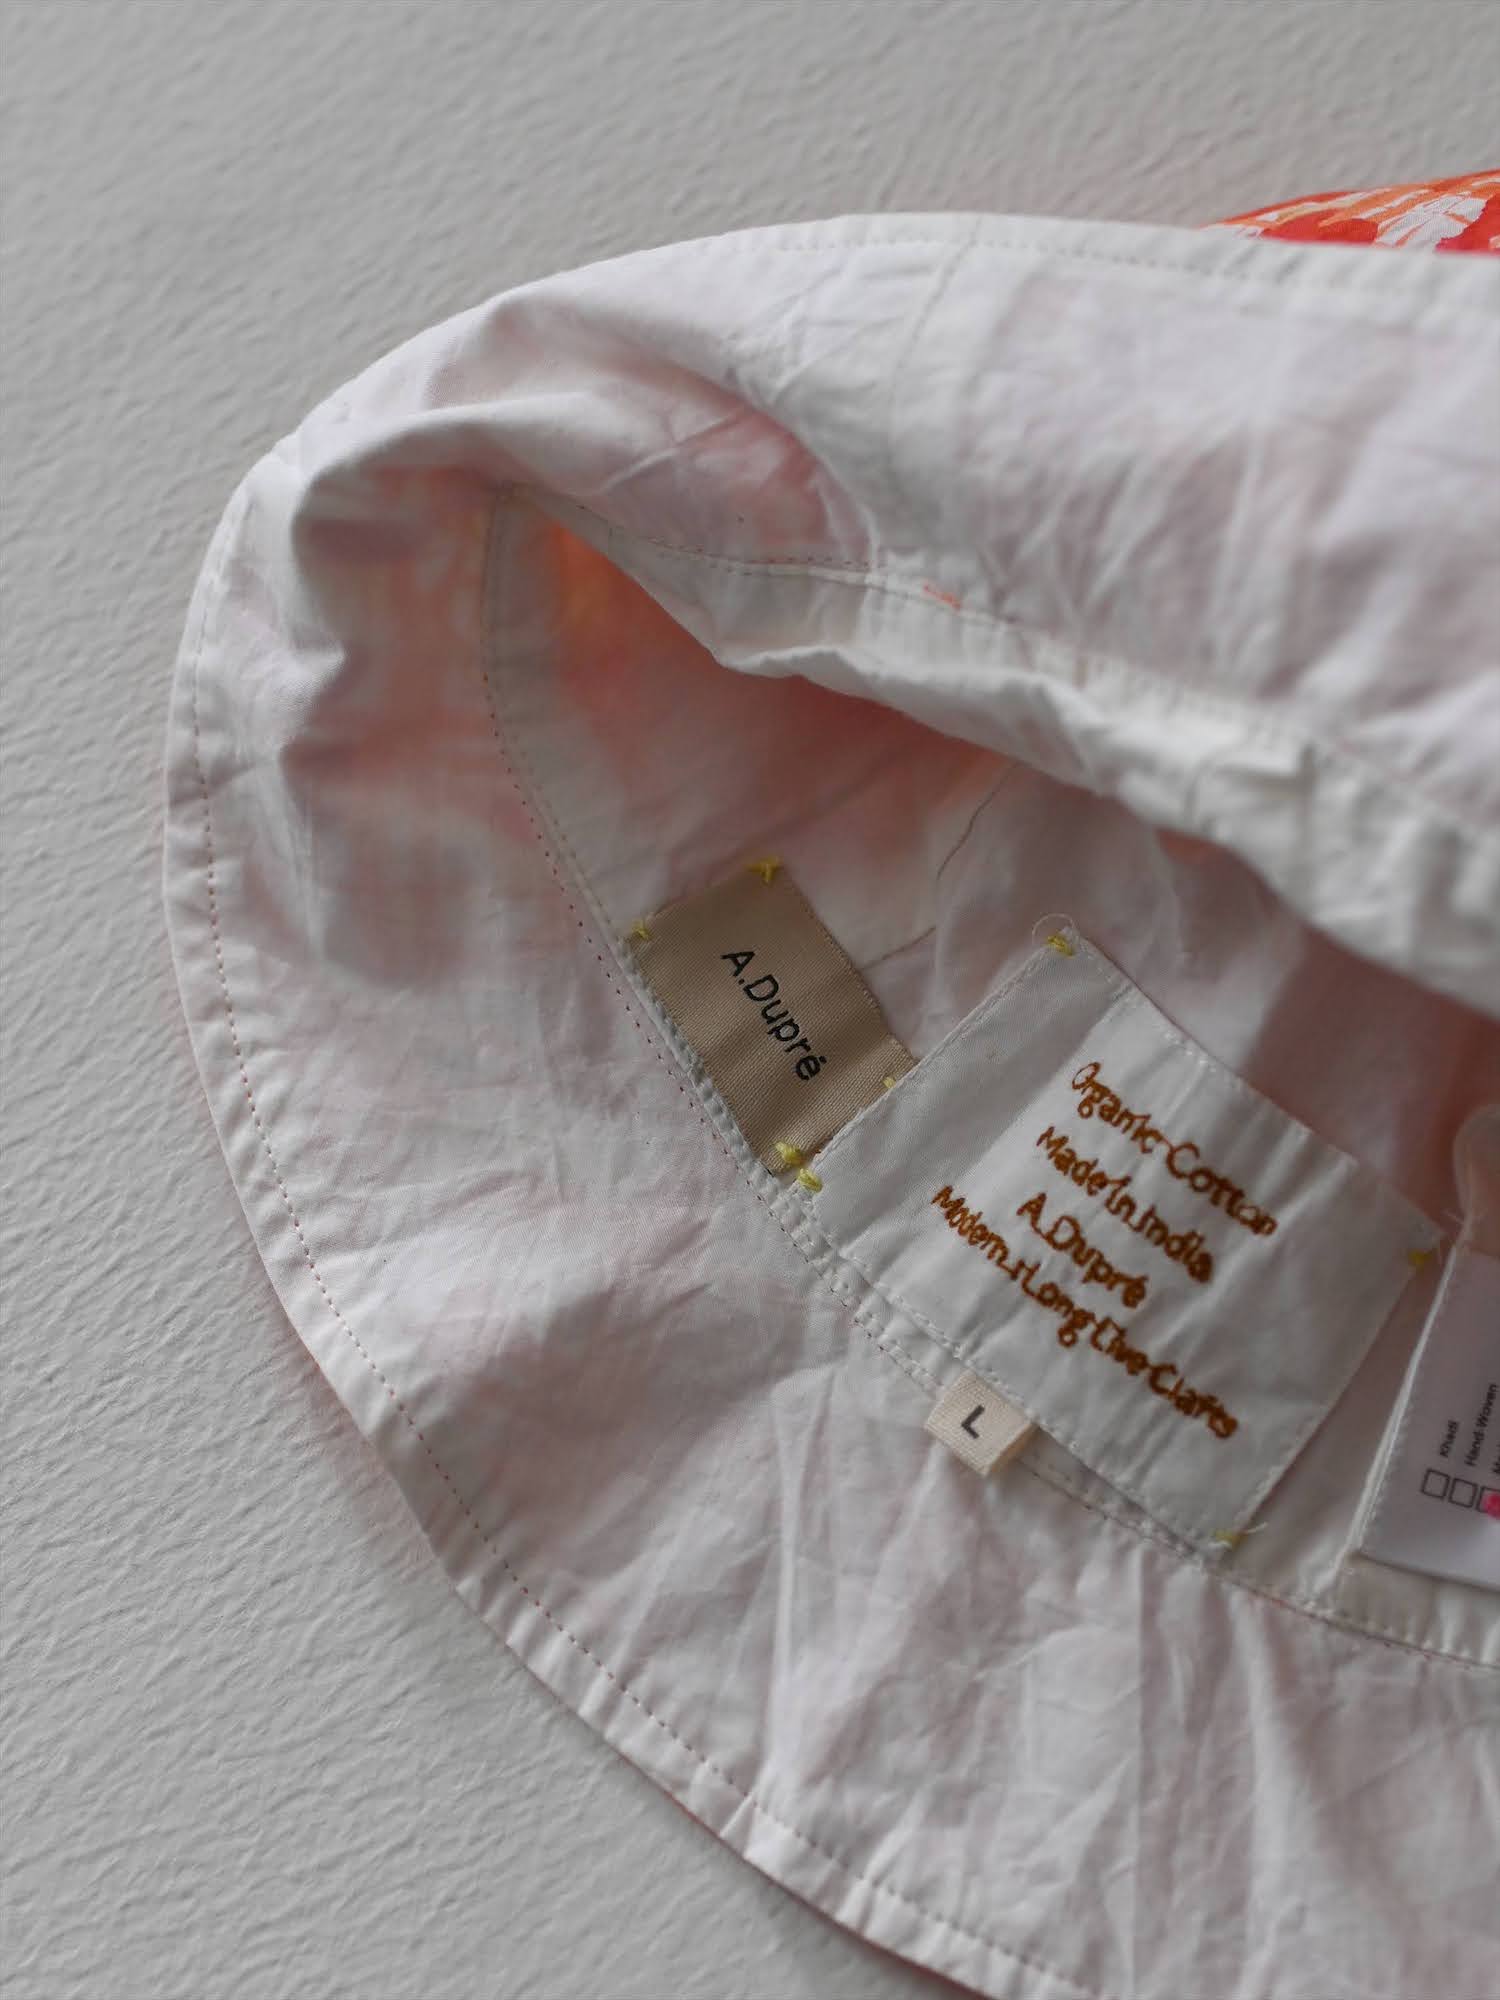 A.Dupré
Organic Cotton
Made in India
A.Dupré
Modern, Long Live Crafts
L
Khadi
Hand Woven